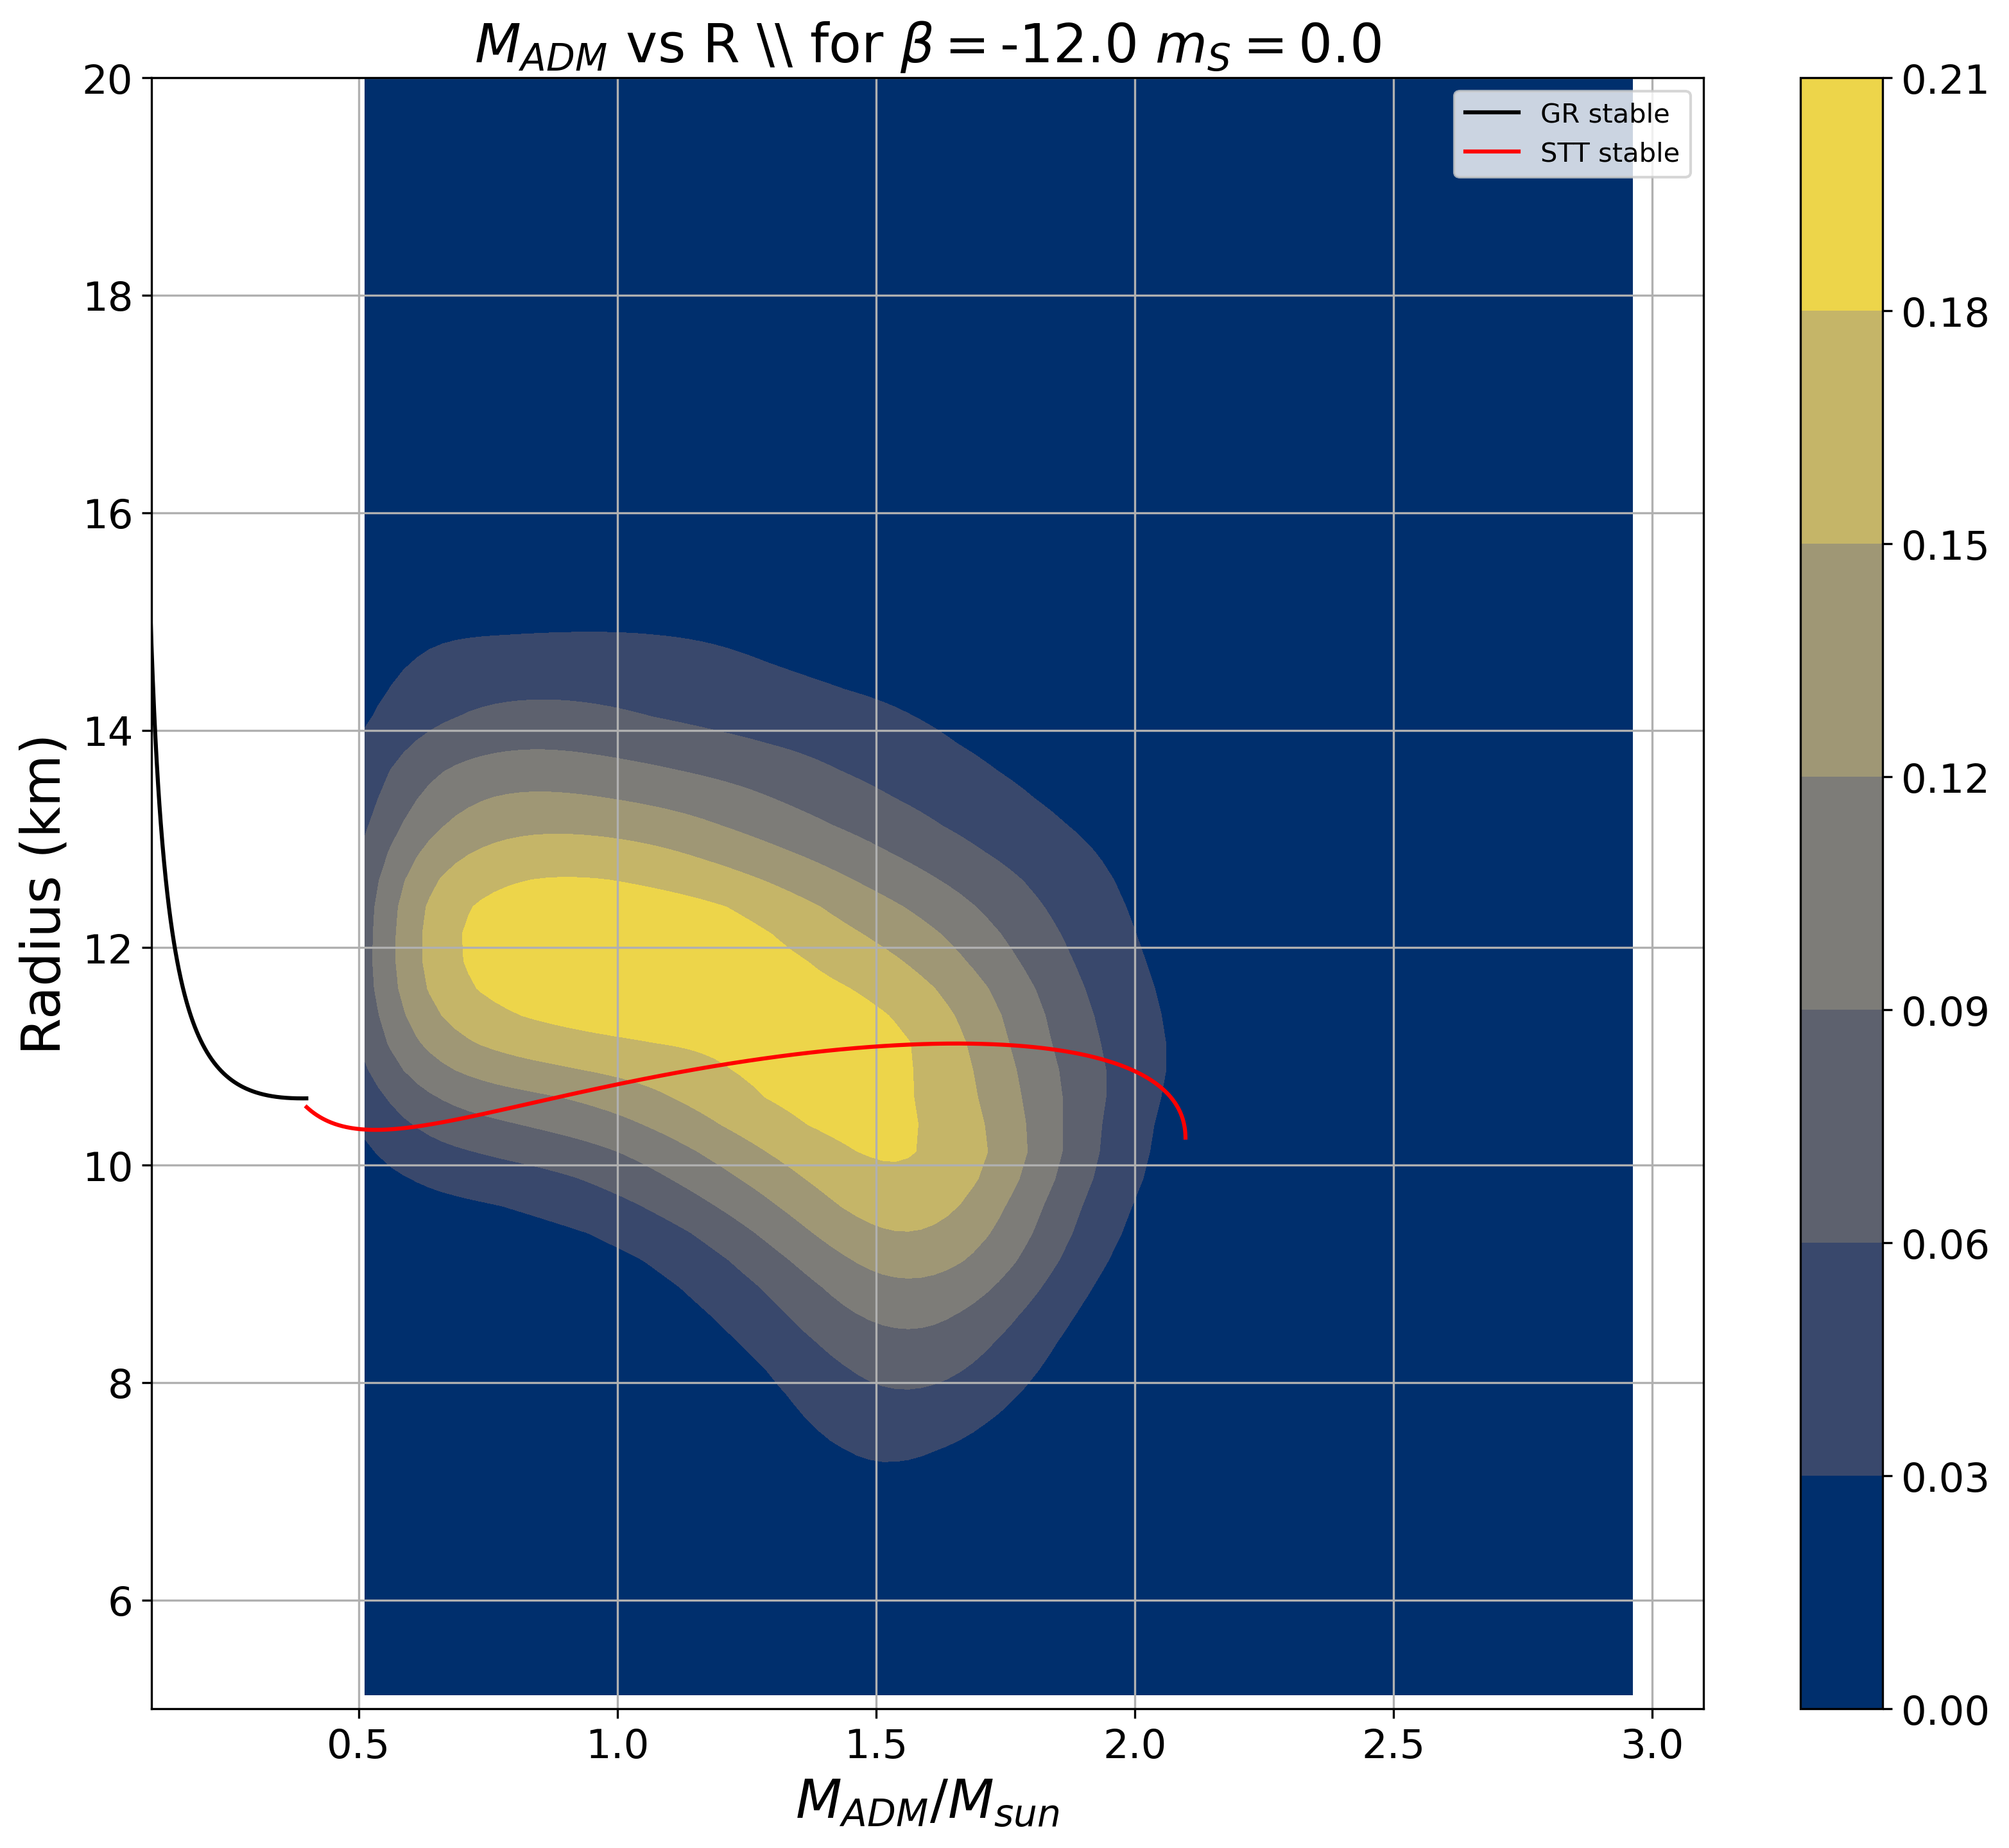 M_ADM vs R \\ for β = -12.0 m_S = 0.0
GR stable
STT stable
Radius (km)
20
18
16
14
12
10
8
6
0.5 1.0 1.5 2.0 2.5 3.0
M_ADM/M_sun
0.21
0.18
0.15
0.12
0.09
0.06
0.03
0.00